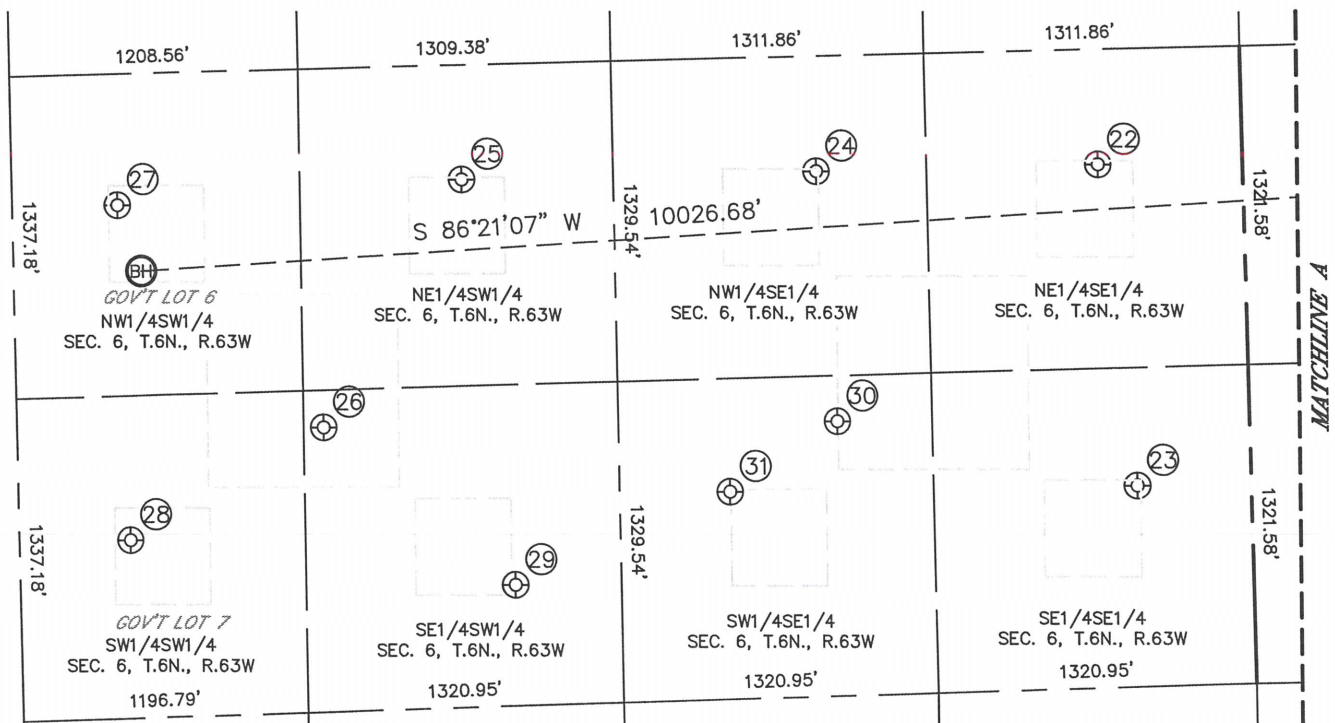 1208.56'
1309.38'
1311.86'
1311.86'
27
25
24
22
1337.18'
1329.54'
1321.58'
S 86°21'07" W 10026.68'
BH
GOV'T LOT 6
NW1/4SW1/4
SEC. 6, T.6N., R.63W
NE1/4SW1/4
SEC. 6, T.6N., R.63W
NW1/4SE1/4
SEC. 6, T.6N., R.63W
NE1/4SE1/4
SEC. 6, T.6N., R.63W
MATCHLINE A
26
30
31
23
28
29
1337.18'
1329.54'
1321.58'
GOV'T LOT 7
SW1/4SW1/4
SEC. 6, T.6N., R.63W
SE1/4SW1/4
SEC. 6, T.6N., R.63W
SW1/4SE1/4
SEC. 6, T.6N., R.63W
SE1/4SE1/4
SEC. 6, T.6N., R.63W
1196.79'
1320.95'
1320.95'
1320.95'